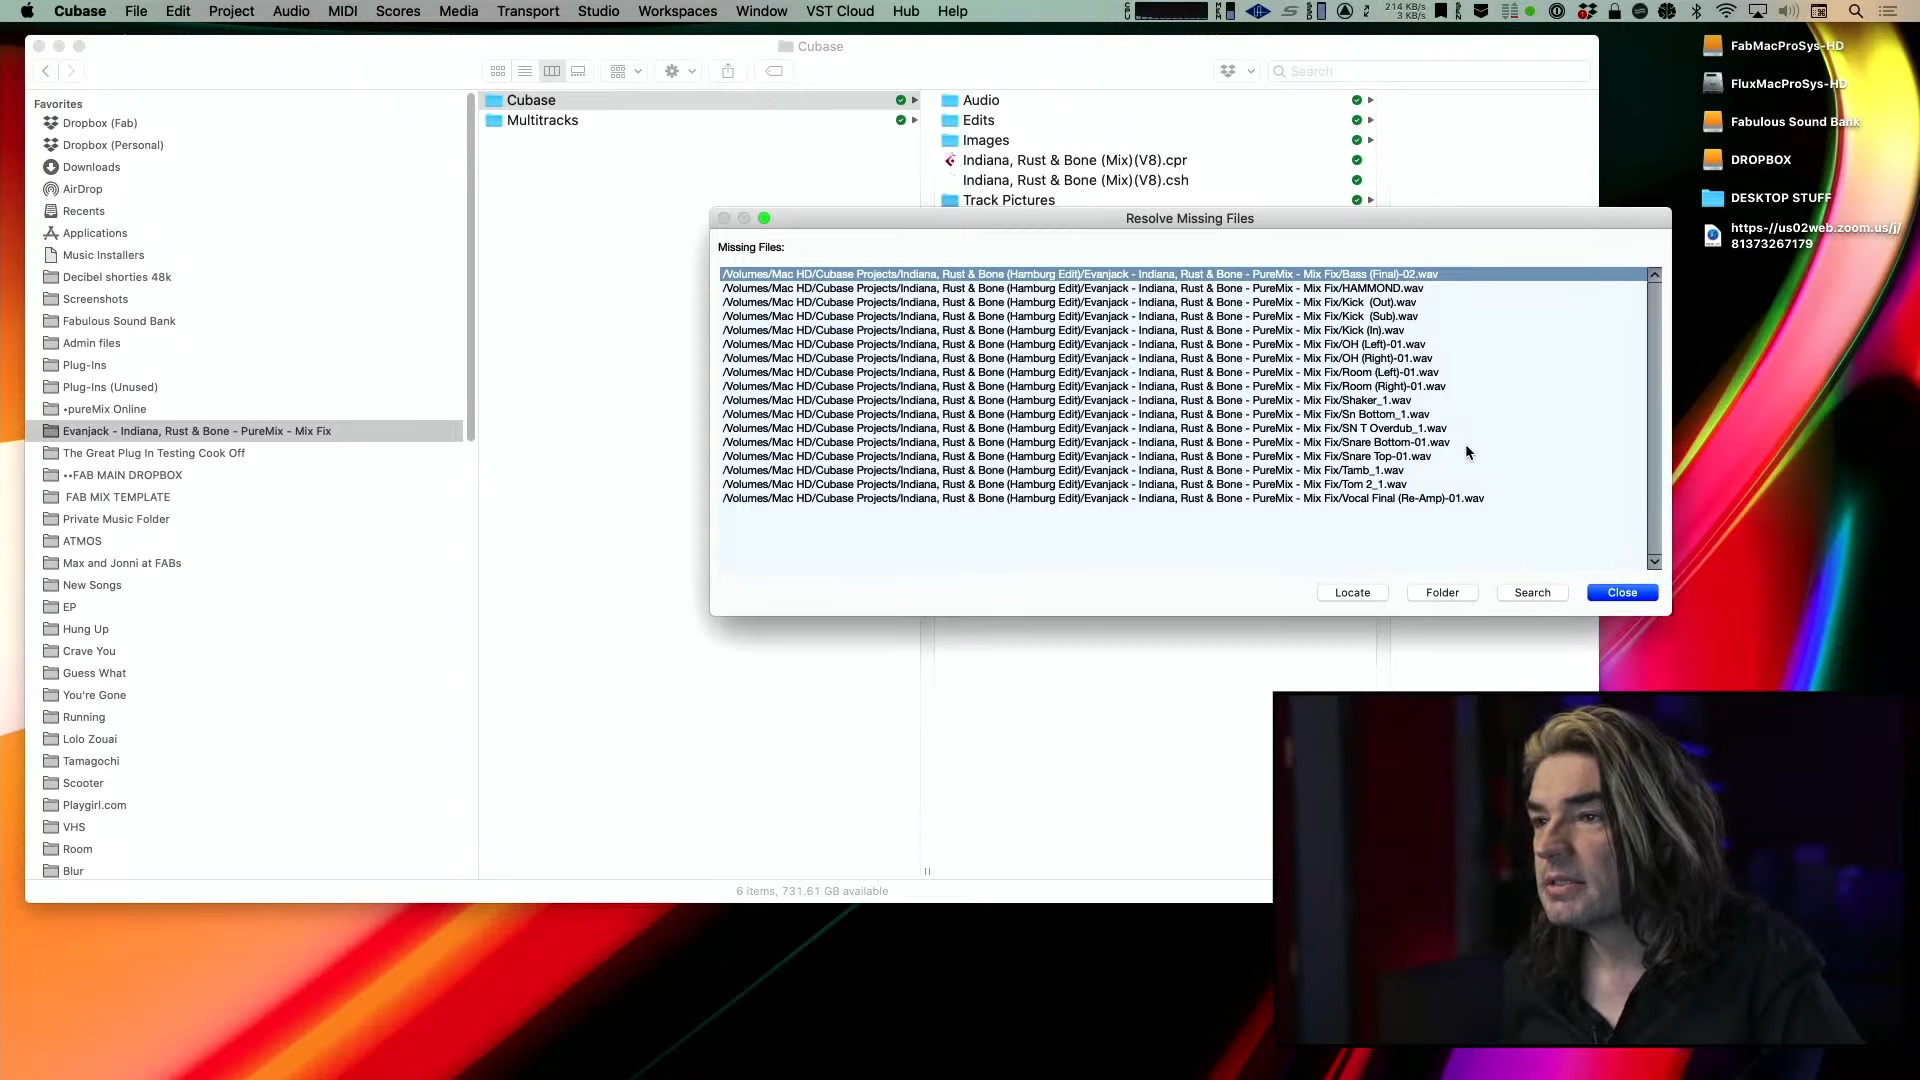 Cubase File Edit Project Audio MIDI Scores Media Transport Studio Workspaces Window VST Cloud Hub Help
214 KB/s
3 KB/s
Cubase
Search
Favorites
Dropbox (Fab)
Dropbox (Personal)
Downloads
AirDrop
Recents
Applications
Music Installers
Decibel shorties 48k
Screenshots
Fabulous Sound Bank
Admin files
Plug-Ins
Plug-Ins (Unused)
•pureMix Online
Evanjack - Indiana, Rust & Bone - PureMix - Mix Fix
The Great Plug In Testing Cook Off
••FAB MAIN DROPBOX
FAB MIX TEMPLATE
Private Music Folder
ATMOS
Max and Jonni at FABs
New Songs
EP
Hung Up
Crave You
Guess What
You're Gone
Running
Lolo Zouai
Tamagochi
Scooter
Playgirl.com
VHS
Room
Blur
Cubase
Multitracks
Audio
Edits
Images
Indiana, Rust & Bone (Mix)(V8).cpr
Indiana, Rust & Bone (Mix)(V8).csh
Track Pictures
Resolve Missing Files
Missing Files:
/Volumes/Mac HD/Cubase Projects/Indiana, Rust & Bone (Hamburg Edit)/Evanjack - Indiana, Rust & Bone - PureMix - Mix Fix/Bass (Final)-02.wav
/Volumes/Mac HD/Cubase Projects/Indiana, Rust & Bone (Hamburg Edit)/Evanjack - Indiana, Rust & Bone - PureMix - Mix Fix/HAMMOND.wav
/Volumes/Mac HD/Cubase Projects/Indiana, Rust & Bone (Hamburg Edit)/Evanjack - Indiana, Rust & Bone - PureMix - Mix Fix/Kick  (Out).wav
/Volumes/Mac HD/Cubase Projects/Indiana, Rust & Bone (Hamburg Edit)/Evanjack - Indiana, Rust & Bone - PureMix - Mix Fix/Kick  (Sub).wav
/Volumes/Mac HD/Cubase Projects/Indiana, Rust & Bone (Hamburg Edit)/Evanjack - Indiana, Rust & Bone - PureMix - Mix Fix/Kick (In).wav
/Volumes/Mac HD/Cubase Projects/Indiana, Rust & Bone (Hamburg Edit)/Evanjack - Indiana, Rust & Bone - PureMix - Mix Fix/OH (Left)-01.wav
/Volumes/Mac HD/Cubase Projects/Indiana, Rust & Bone (Hamburg Edit)/Evanjack - Indiana, Rust & Bone - PureMix - Mix Fix/OH (Right)-01.wav
/Volumes/Mac HD/Cubase Projects/Indiana, Rust & Bone (Hamburg Edit)/Evanjack - Indiana, Rust & Bone - PureMix - Mix Fix/Room (Left)-01.wav
/Volumes/Mac HD/Cubase Projects/Indiana, Rust & Bone (Hamburg Edit)/Evanjack - Indiana, Rust & Bone - PureMix - Mix Fix/Room (Right)-01.wav
/Volumes/Mac HD/Cubase Projects/Indiana, Rust & Bone (Hamburg Edit)/Evanjack - Indiana, Rust & Bone - PureMix - Mix Fix/Shaker_1.wav
/Volumes/Mac HD/Cubase Projects/Indiana, Rust & Bone (Hamburg Edit)/Evanjack - Indiana, Rust & Bone - PureMix - Mix Fix/Sn Bottom_1.wav
/Volumes/Mac HD/Cubase Projects/Indiana, Rust & Bone (Hamburg Edit)/Evanjack - Indiana, Rust & Bone - PureMix - Mix Fix/SN T Overdub_1.wav
/Volumes/Mac HD/Cubase Projects/Indiana, Rust & Bone (Hamburg Edit)/Evanjack - Indiana, Rust & Bone - PureMix - Mix Fix/Snare Bottom-01.wav
/Volumes/Mac HD/Cubase Projects/Indiana, Rust & Bone (Hamburg Edit)/Evanjack - Indiana, Rust & Bone - PureMix - Mix Fix/Snare Top-01.wav
/Volumes/Mac HD/Cubase Projects/Indiana, Rust & Bone (Hamburg Edit)/Evanjack - Indiana, Rust & Bone - PureMix - Mix Fix/Tamb_1.wav
/Volumes/Mac HD/Cubase Projects/Indiana, Rust & Bone (Hamburg Edit)/Evanjack - Indiana, Rust & Bone - PureMix - Mix Fix/Tom 2_1.wav
/Volumes/Mac HD/Cubase Projects/Indiana, Rust & Bone (Hamburg Edit)/Evanjack - Indiana, Rust & Bone - PureMix - Mix Fix/Vocal Final (Re-Amp)-01.wav
Locate Folder Search Close
6 items, 731.61 GB available
FabMacProSys-HD
FluxMacProSys-HD
Fabulous Sound Bank
DROPBOX
DESKTOP STUFF
https-//us02web.zoom.us/j/
81373267179